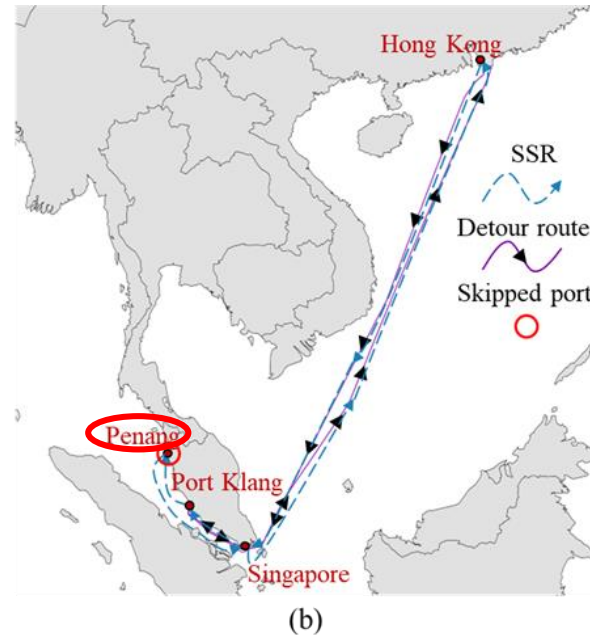 Hong Kong
SSR
Detour route
Skipped port
Penang
Port Klang
Singapore
(b)